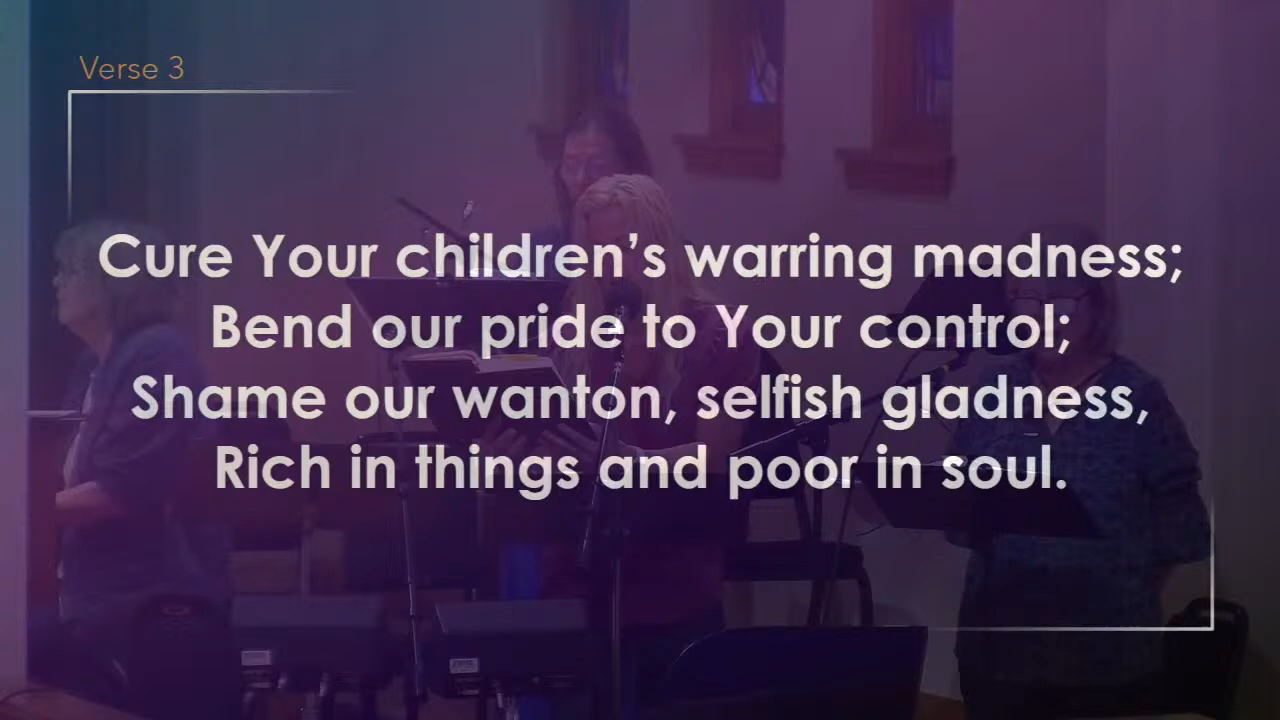 Verse 3
Cure Your children’s warring madness;
Bend our pride to Your control;
Shame our wanton, selfish gladness,
Rich in things and poor in soul.